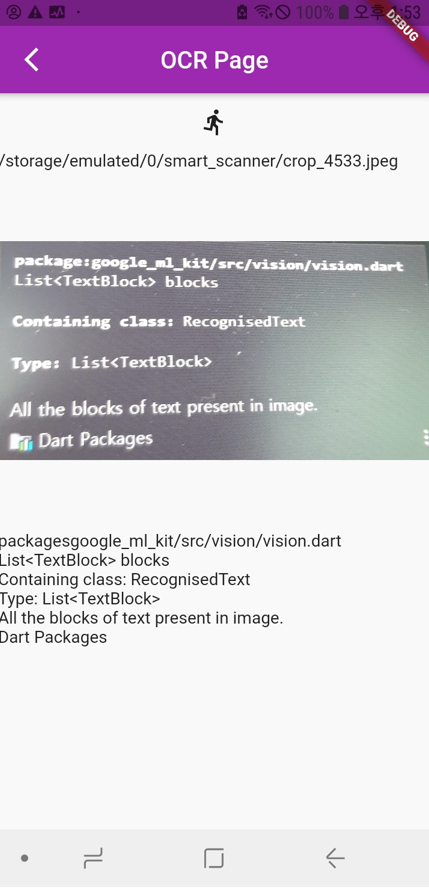 100% 오후 :53
DEBUG
OCR Page
/storage/emulated/0/smart_scanner/crop_4533.jpeg
package:google_ml_kit/src/vision/vision.dart
List<TextBlock> blocks
Containing class: RecognisedText
Type: List<TextBlock>
All the blocks of text present in image.
Dart Packages
packagesgoogle_ml_kit/src/vision/vision.dart
List<TextBlock> blocks
Containing class: RecognisedText
Type: List<TextBlock>
All the blocks of text present in image.
Dart Packages